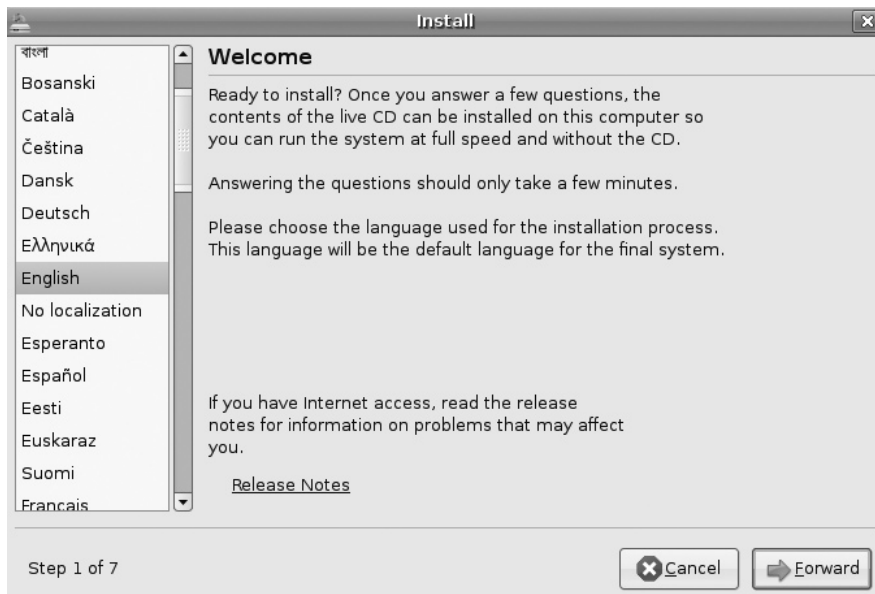 Install
বাংলা
Bosanski
Català
Čeština
Dansk
Deutsch
Ελληνικά
English
No localization
Esperanto
Español
Eesti
Euskaraz
Suomi
Français
Welcome
Ready to install? Once you answer a few questions, the
contents of the live CD can be installed on this computer so
you can run the system at full speed and without the CD.
Answering the questions should only take a few minutes.
Please choose the language used for the installation process.
This language will be the default language for the final system.
If you have Internet access, read the release
notes for information on problems that may affect
you.
Release Notes
Step 1 of 7
Cancel
Forward